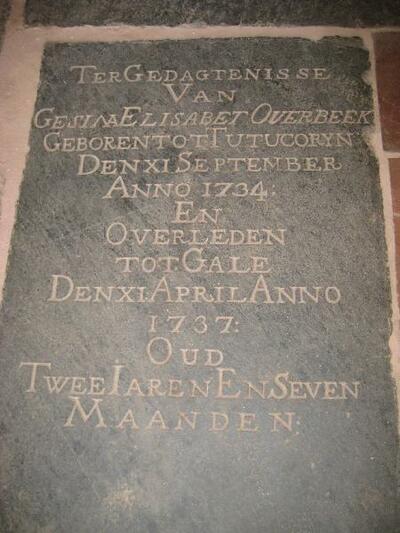 TER GEDAGTENISSE
VAN
GESINA ELISABET OVERBEEK
GEBOREN TOT TUTUCORYN
DEN XI SEPTEMBER
ANNO 1734:
EN
OVERLEDEN
TOT GALE
DEN XI APRIL ANNO
1737:
OUD
TWEE JAREN EN SEVEN
MAANDEN